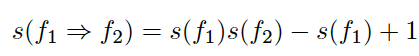 s(f₁ ⇒ f₂) = s(f₁)s(f₂) − s(f₁) + 1